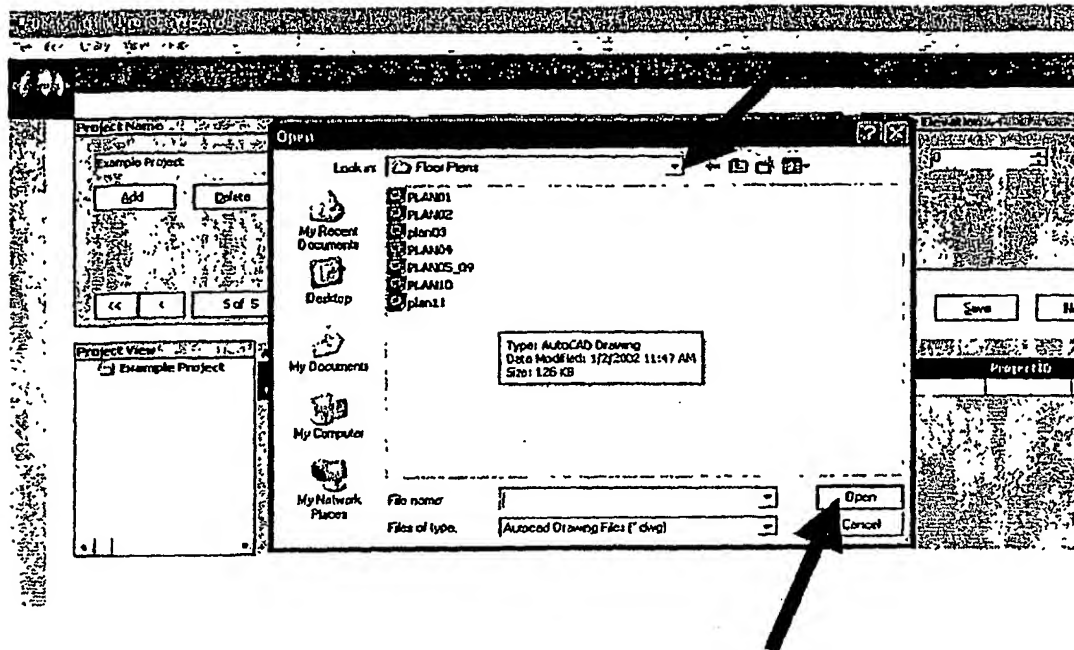 View
Project Name
Elevation
Open
Example Project
0
Look in:
Floor Plans
Add
Delete
PLAN01
PLAN02
plan03
PLAN04
PLAN05_09
PLAN10
plan11
My Recent
Documents
Desktop
<<
<
5 of 5
Save
Type: AutoCAD Drawing
Date Modified: 1/2/2002 11:47 AM
Size: 126 KB
My Documents
Project View
Example Project
ProjectID
My Computer
My Network
Places
File name
Open
Files of type.
Autocad Drawing Files (*.dwg)
Cancel